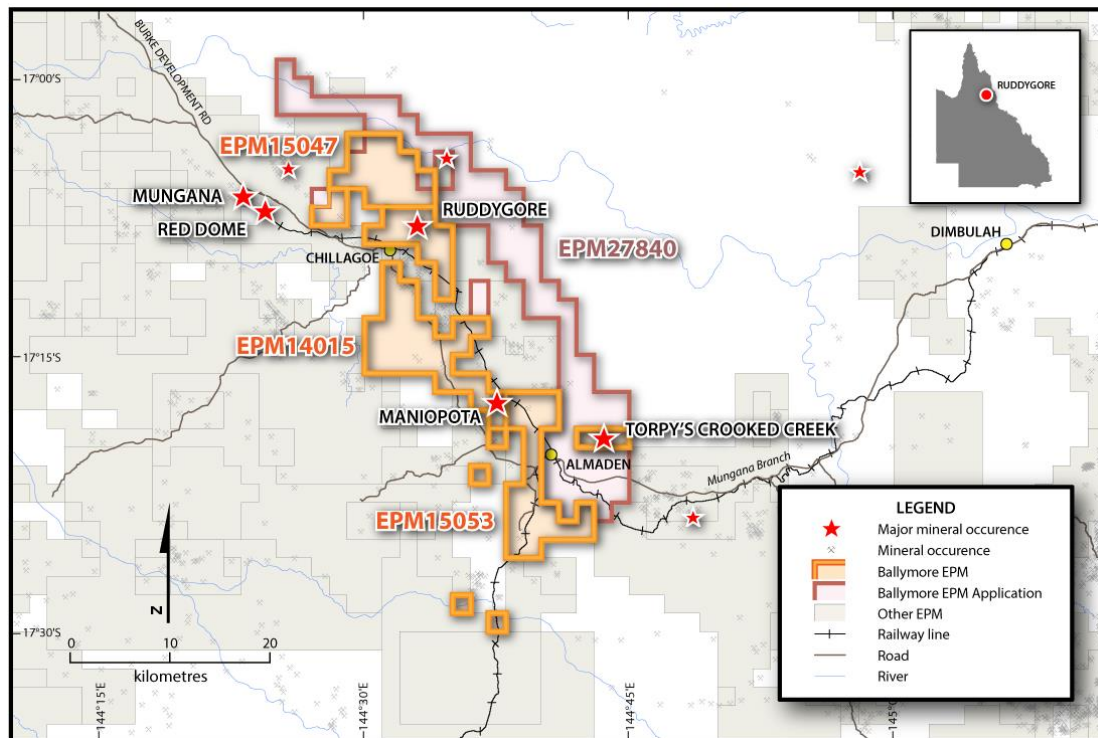 BURKE DEVELOPMENT RD
17°00'S
RUDDYGORE
EPM15047
MUNGANA
RED DOME
RUDDYGORE
DIMBULAH
CHILLAGOE
EPM27840
17°15'S
EPM14015
MANIOPOTA
TORPY'S CROOKED CREEK
ALMADEN
Mungana Branch
EPM15053
LEGEND
Major mineral occurence
Mineral occurence
Ballymore EPM
Ballymore EPM Application
Other EPM
Railway line
Road
River
17°30'S
N
0 10 20
kilometres
144°15'E
144°30'E
144°45'E
145°0